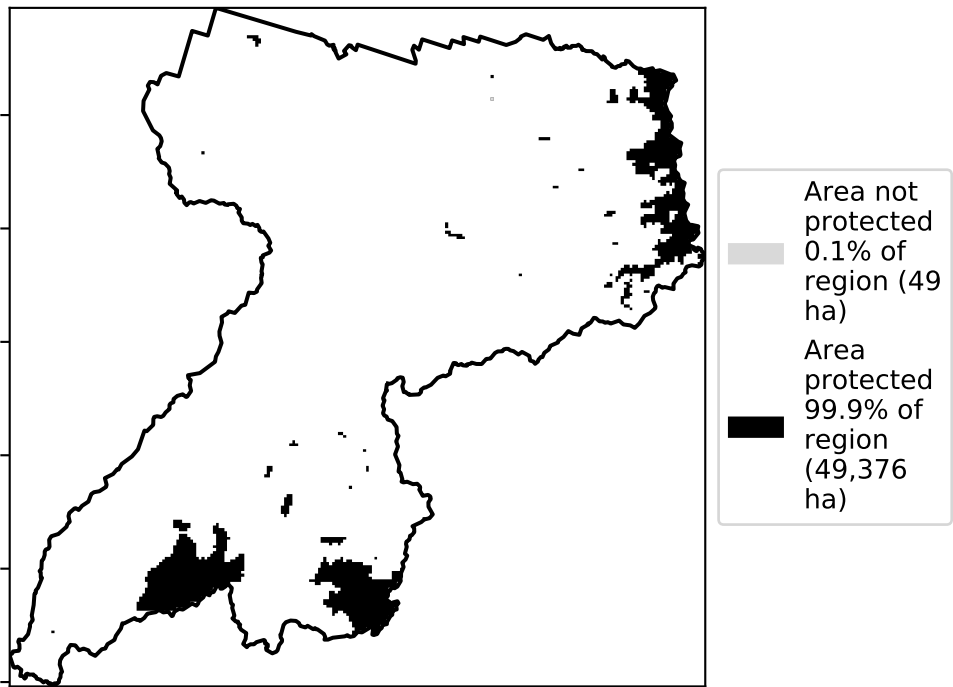 Area not
protected
0.1% of
region (49
ha)
Area
protected
99.9% of
region
(49,376
ha)